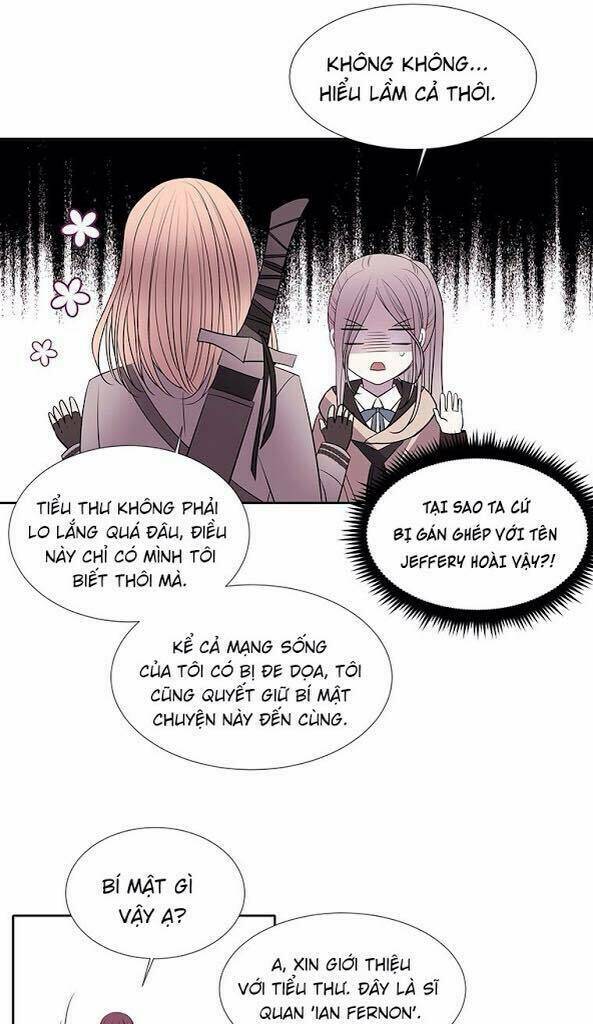 KHÔNG KHÔNG...
HIỂU LẦM CẢ THÔI.
TẠI SAO TA CỨ
BỊ GÁN GHÉP VỚI TÊN
JEFFERY HOÀI VẬY?!
TIỂU THƯ KHÔNG PHẢI
LO LẮNG QUÁ ĐÂU, ĐIỀU
NÀY CHỈ CÓ MÌNH TÔI
BIẾT THÔI MÀ.
KỂ CẢ MẠNG SỐNG
CỦA TÔI CÓ BỊ ĐE DỌA, TÔI
CŨNG QUYẾT GIỮ BÍ MẬT
CHUYỆN NÀY ĐẾN CÙNG.
BÍ MẬT GÌ
VẬY Ạ?
A, XIN GIỚI THIỆU
VỚI TIỂU THƯ. ĐÂY LÀ SĨ
QUAN 'IAN FERNON'.